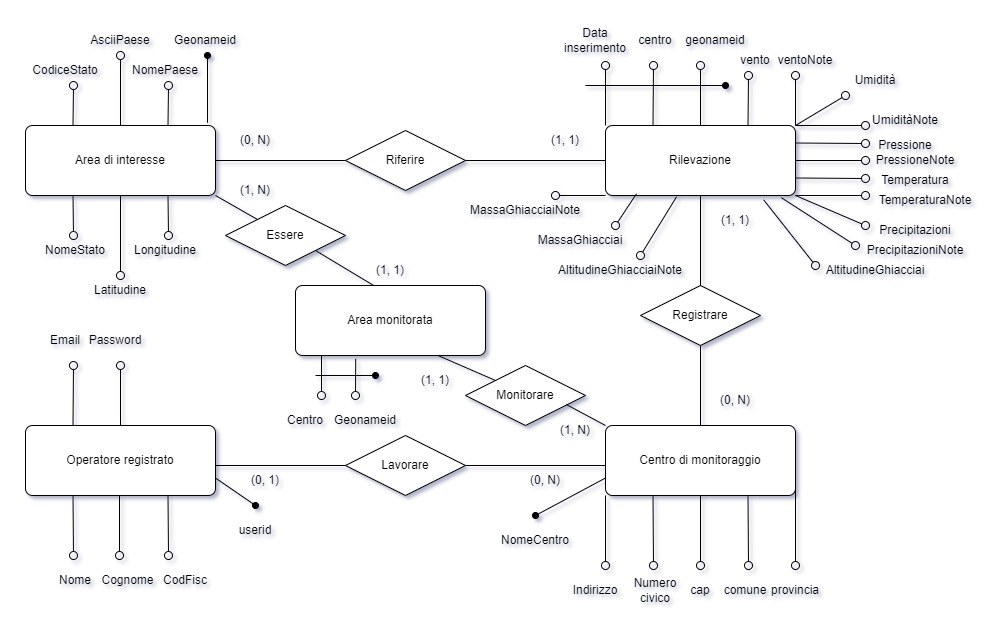 AsciiPaese
Geonameid
CodiceStato
NomePaese
Data
inserimento
centro
geonameid
vento
ventoNote
Umidità
UmiditàNote
Area di interesse
(0, N)
Riferire
(1, 1)
Rilevazione
Pressione
PressioneNote
Temperatura
TemperaturaNote
(1, N)
MassaGhiacciaiNote
(1, 1)
Precipitazioni
NomeStato
Longitudine
Essere
MassaGhiacciai
PrecipitazioniNote
Latitudine
(1, 1)
AltitudineGhiacciaiNote
AltitudineGhiacciai
Area monitorata
Registrare
Email
Password
(1, 1)
Monitorare
(0, N)
Centro
Geonameid
(1, N)
Operatore registrato
Lavorare
Centro di monitoraggio
(0, 1)
(0, N)
userid
NomeCentro
Nome
Cognome
CodFisc
Indirizzo
Numero
civico
cap
comune
provincia